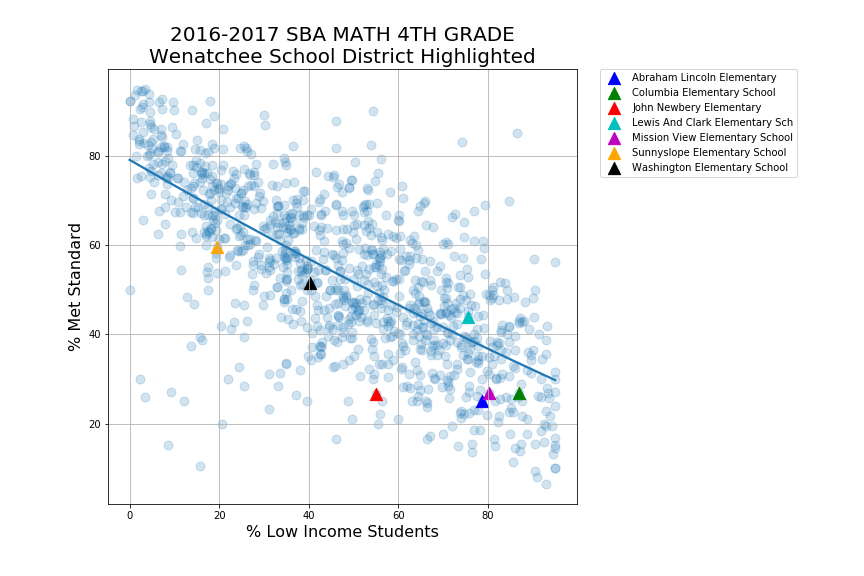 2016-2017 SBA MATH 4TH GRADE
Wenatchee School District Highlighted
Abraham Lincoln Elementary
Columbia Elementary School
John Newbery Elementary
Lewis And Clark Elementary Sch
Mission View Elementary School
Sunnyslope Elementary School
Washington Elementary School
% Met Standard
80
60
40
20
0 20 40 60 80
% Low Income Students